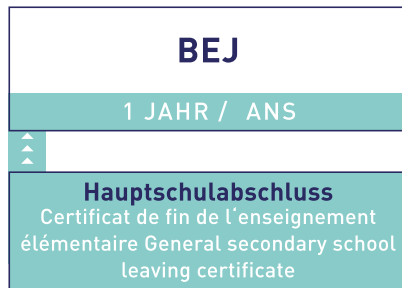 BEJ
1 JAHR / ANS
Hauptschulabschluss
Certificat de fin de l'enseignement
élémentaire General secondary school
leaving certificate